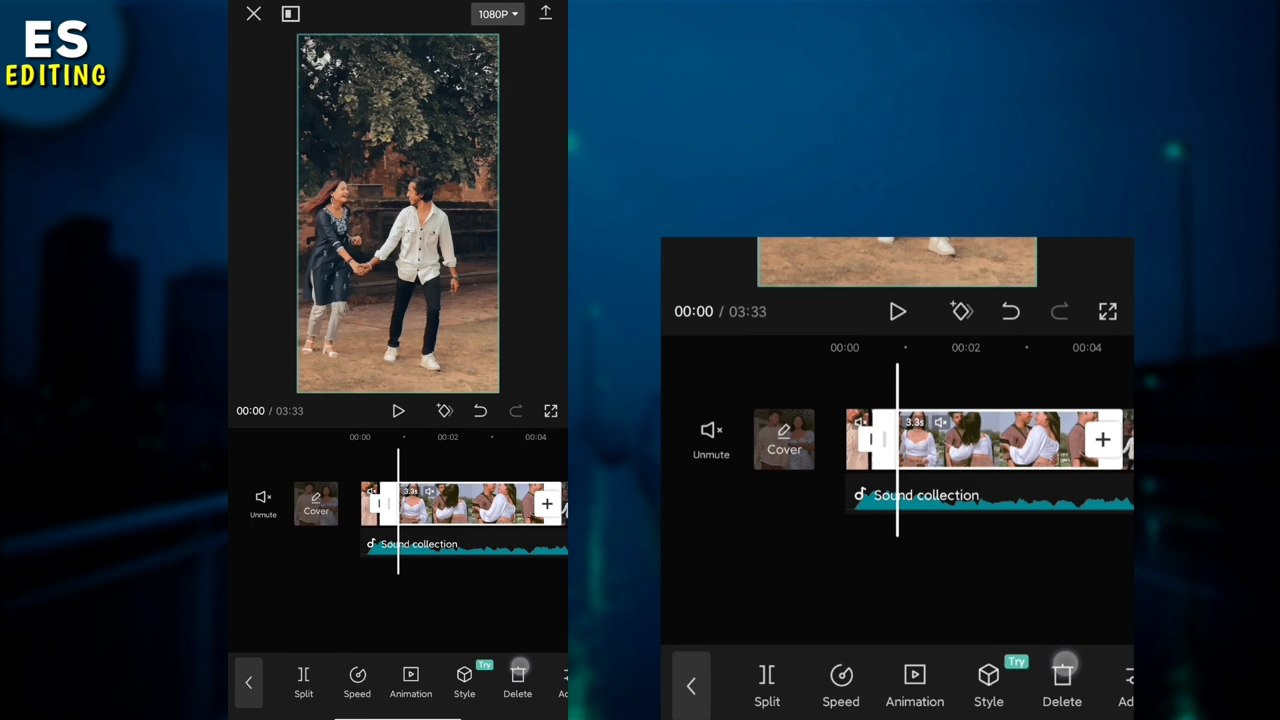 ES
EDITING
1080P
00:00 / 03:33
00:00
00:02
00:04
Unmute
Cover
3.3s
Sound collection
Split
Speed
Animation
Style
Try
Delete
Ad
00:00 / 03:33
00:00
00:02
00:04
Unmute
Cover
3.3s
Sound collection
Split
Speed
Animation
Style
Try
Delete
Ad